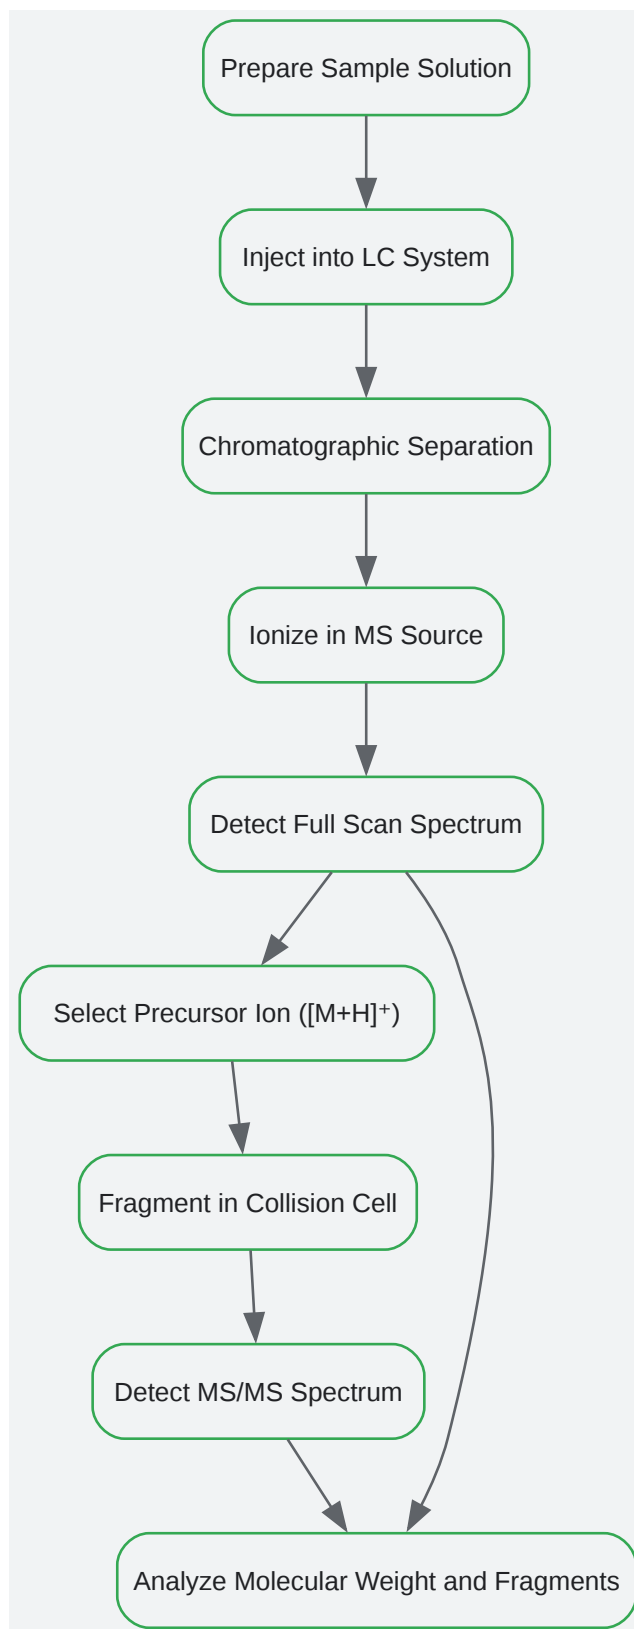 Prepare Sample Solution
Inject into LC System
Chromatographic Separation
Ionize in MS Source
Detect Full Scan Spectrum
Select Precursor Ion ([M+H]⁺)
Fragment in Collision Cell
Detect MS/MS Spectrum
Analyze Molecular Weight and Fragments